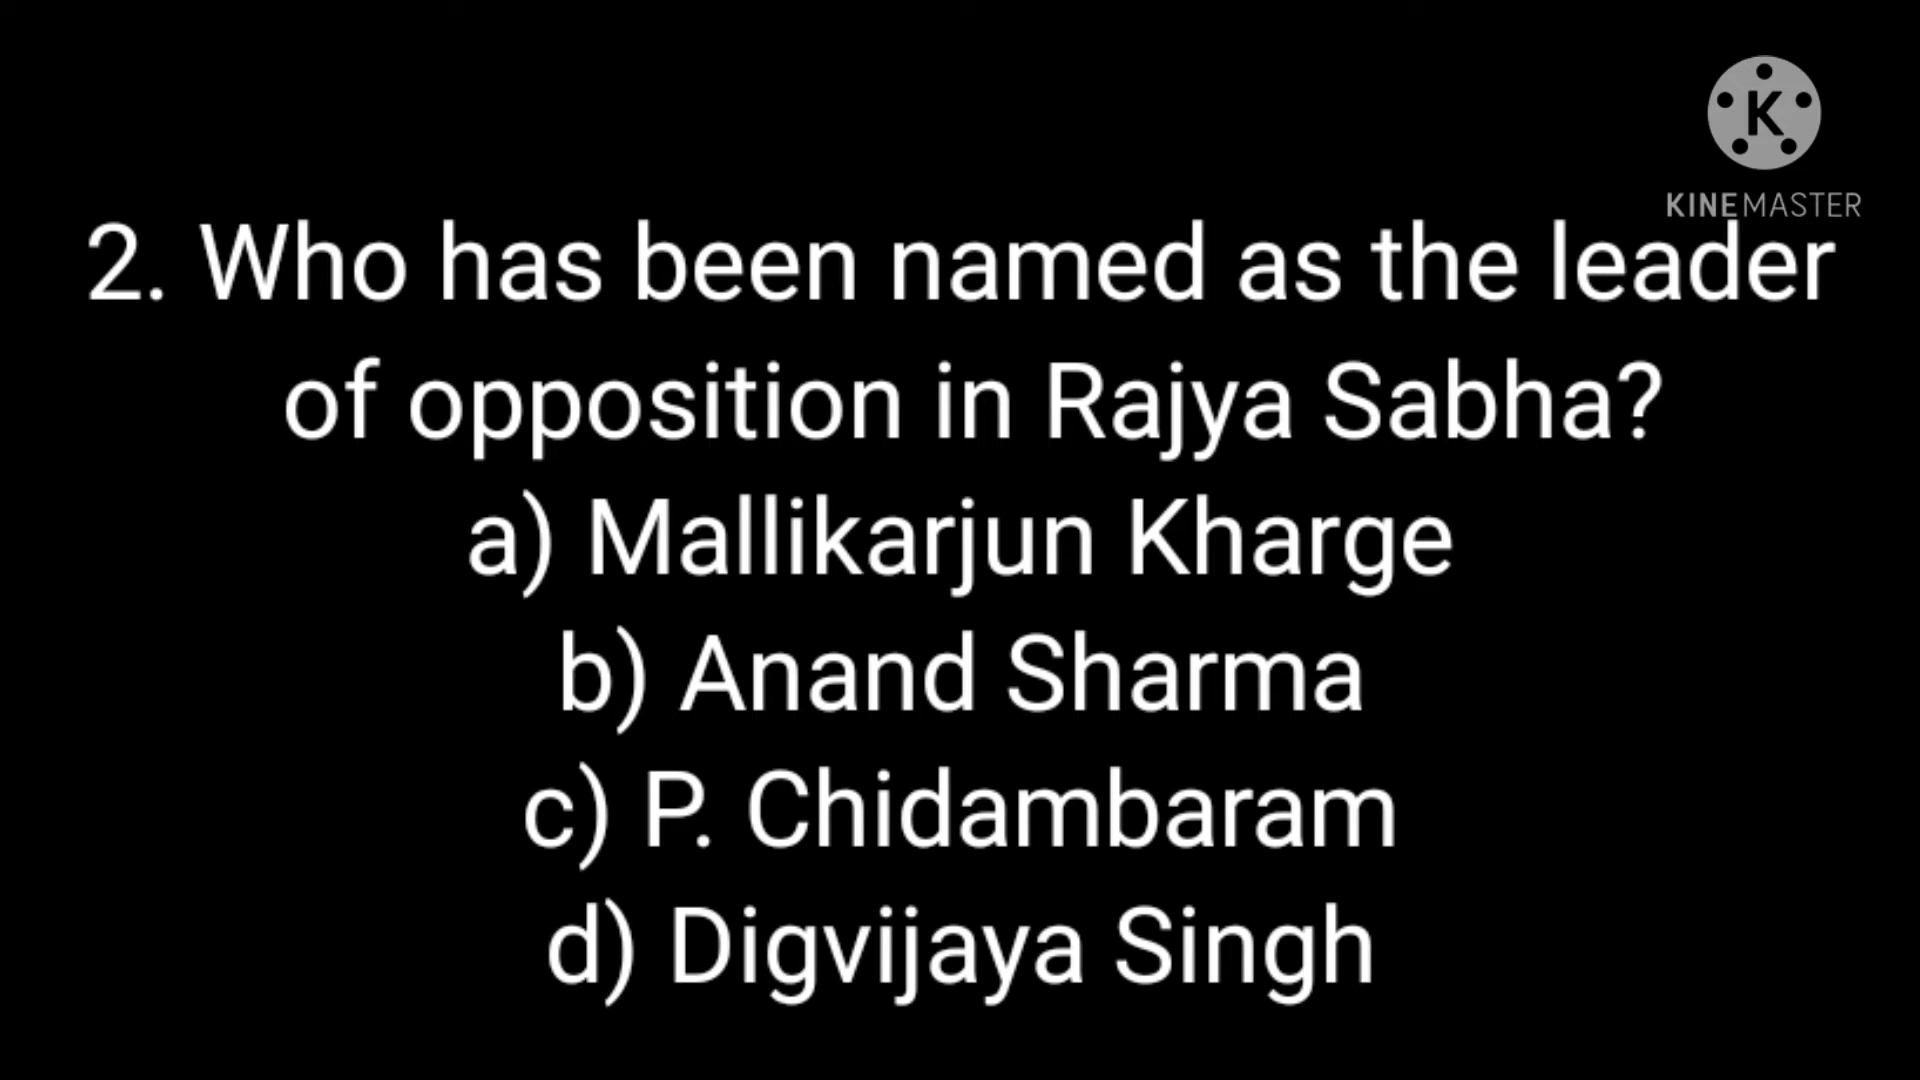 K
KINEMASTER
2. Who has been named as the leader
of opposition in Rajya Sabha?
a) Mallikarjun Kharge
b) Anand Sharma
c) P. Chidambaram
d) Digvijaya Singh